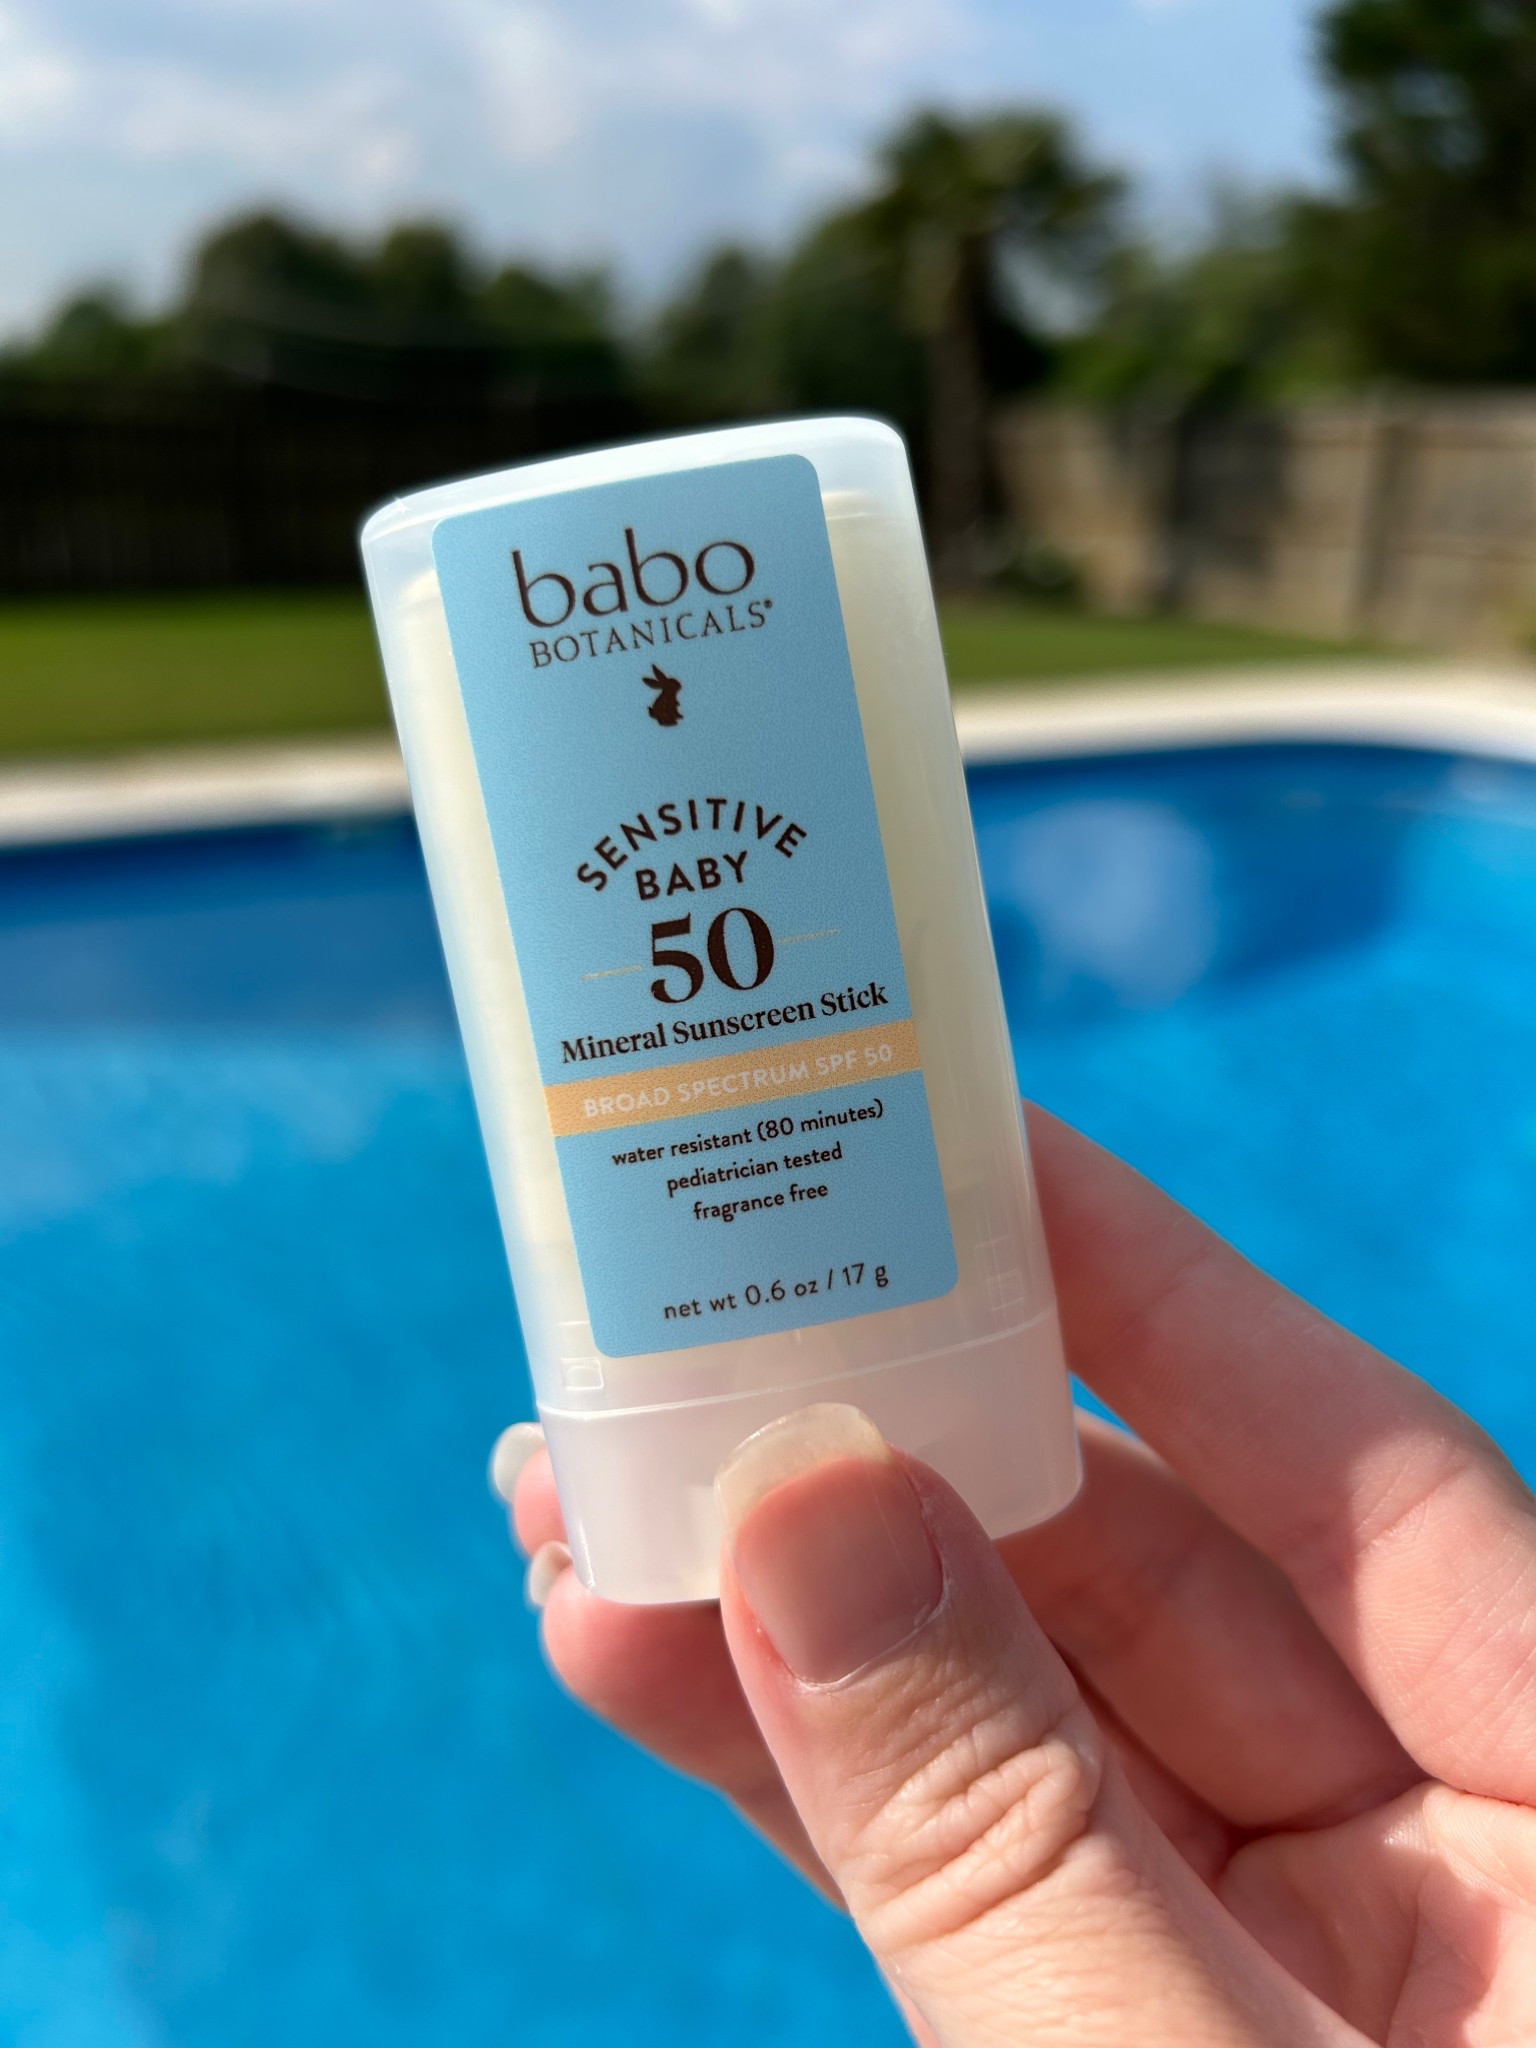 babo
BOTANICALS®
SENSITIVE
BABY
50
Mineral Sunscreen Stick
BROAD SPECTRUM SPF 50
water resistant (80 minutes)
pediatrician tested
fragrance free
net wt 0.6 oz / 17 g